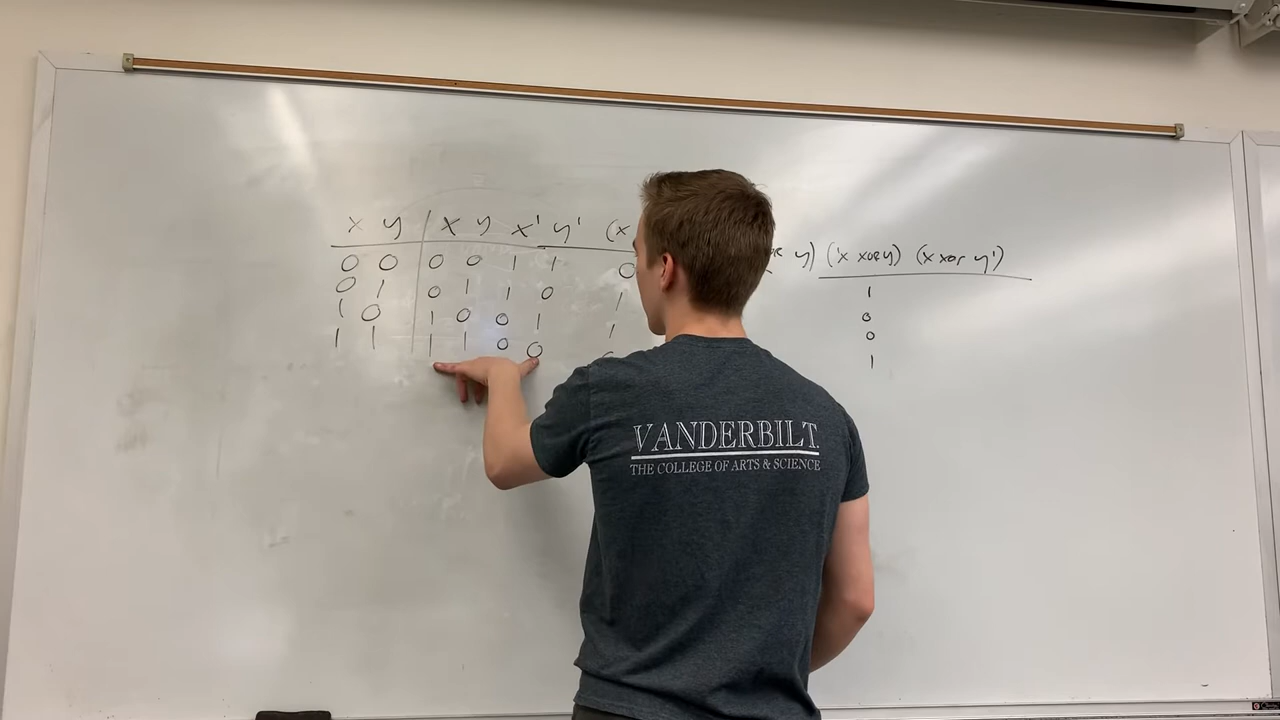 x y x y x' y' (x y) ('x xor y) (x xor y')
0 0 0 0 1 1 0 1
0 1 0 1 1 0 1 0
1 0 1 0 0 1 1 0
1 1 1 1 0 0 1
VANDERBILT
THE COLLEGE OF ARTS & SCIENCE